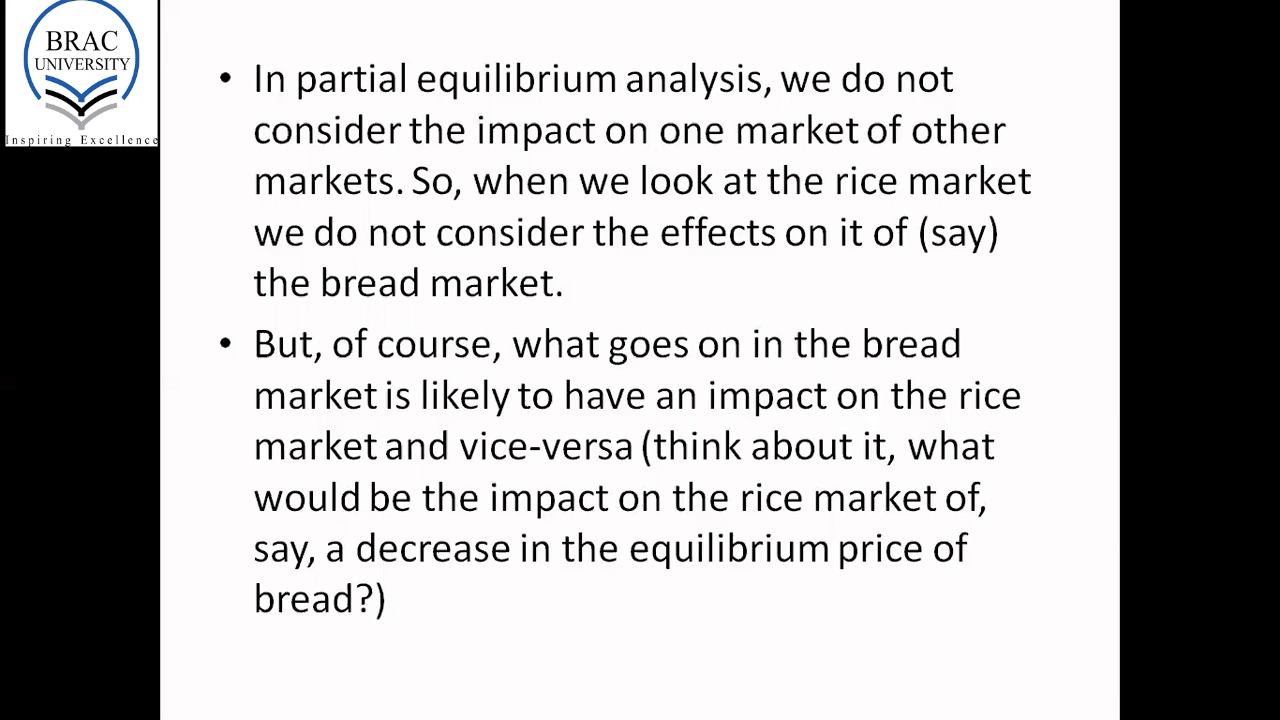 BRAC
UNIVERSITY
Inspiring Excellence
• In partial equilibrium analysis, we do not
consider the impact on one market of other
markets. So, when we look at the rice market
we do not consider the effects on it of (say)
the bread market.
• But, of course, what goes on in the bread
market is likely to have an impact on the rice
market and vice-versa (think about it, what
would be the impact on the rice market of,
say, a decrease in the equilibrium price of
bread?)